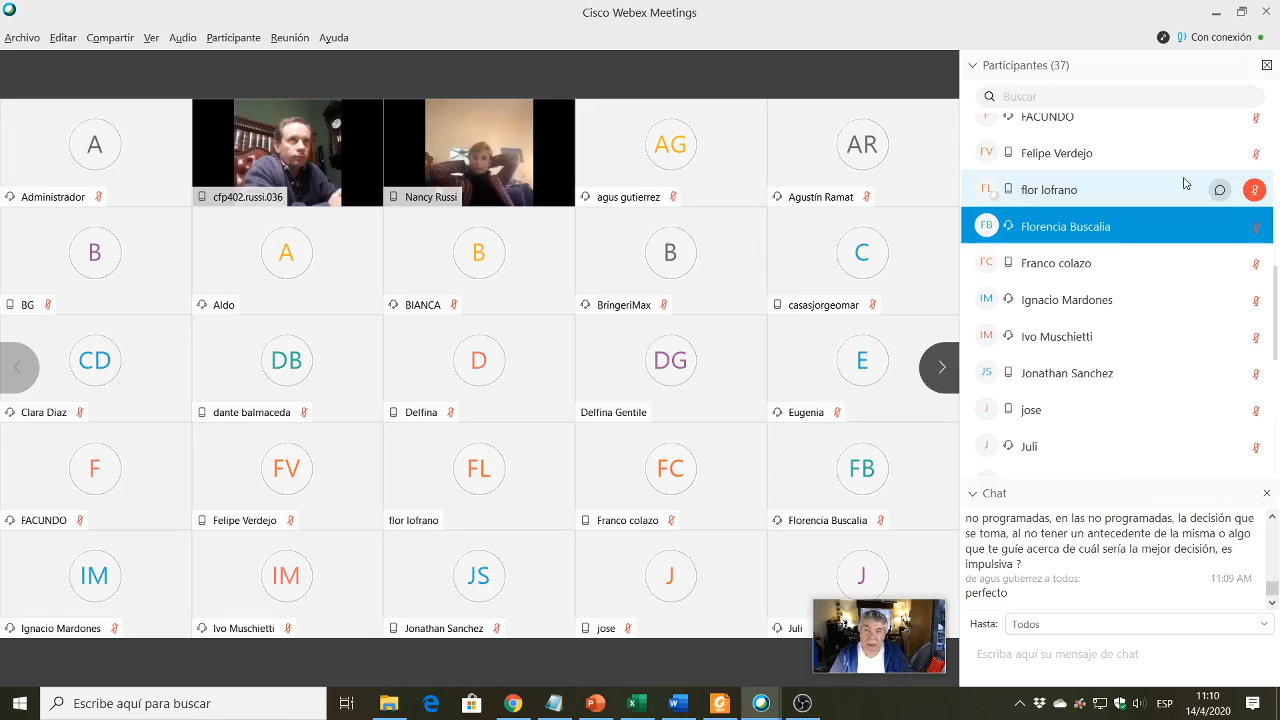 Cisco Webex Meetings
Archivo Editar Compartir Ver Audio Participante Reunión Ayuda
Con conexión
Participantes (37)
Buscar
A
Administrador
cfp402.russi.036
Nancy Russi
AG
agus gutierrez
AR
Agustín Ramat
B
BG
A
Aldo
B
BIANCA
B
BringeriMax
C
casasjorgeomar
CD
Clara Diaz
DB
dante balmaceda
D
Delfina
DG
Delfina Gentile
E
Eugenia
F
FACUNDO
FV
Felipe Verdejo
FL
flor lofrano
FC
Franco colazo
FB
Florencia Buscalia
IM
Ignacio Mardones
IM
Ivo Muschietti
JS
Jonathan Sanchez
J
jose
J
Juli
F FACUNDO
FV Felipe Verdejo
FL flor lofrano
FB Florencia Buscalia
FC Franco colazo
IM Ignacio Mardones
IM Ivo Muschietti
JS Jonathan Sanchez
J jose
J Juli
Chat
no programadas, en las no programadas, la decisión que
se toma, al no tener un antecedente de la misma o algo
que te guíe acerca de cuál sería la mejor decisión, es
impulsiva ?
de agus gutierrez a todos: 11:09 AM
perfecto
Hasta: Todos
Escriba aquí su mensaje de chat
Escribe aquí para buscar
ESP
11:10
14/4/2020